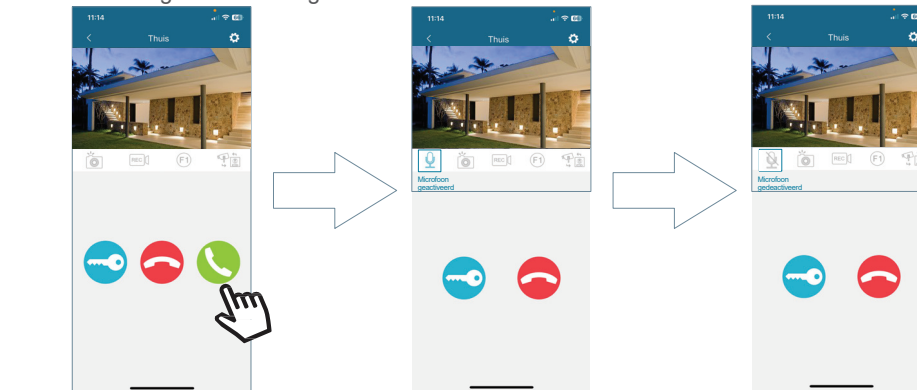 11:14
Thuis
REC
F1
11:14
Thuis
REC
F1
Microfoon
geactiveerd
11:14
Thuis
REC
F1
Microfoon
gedeactiveerd